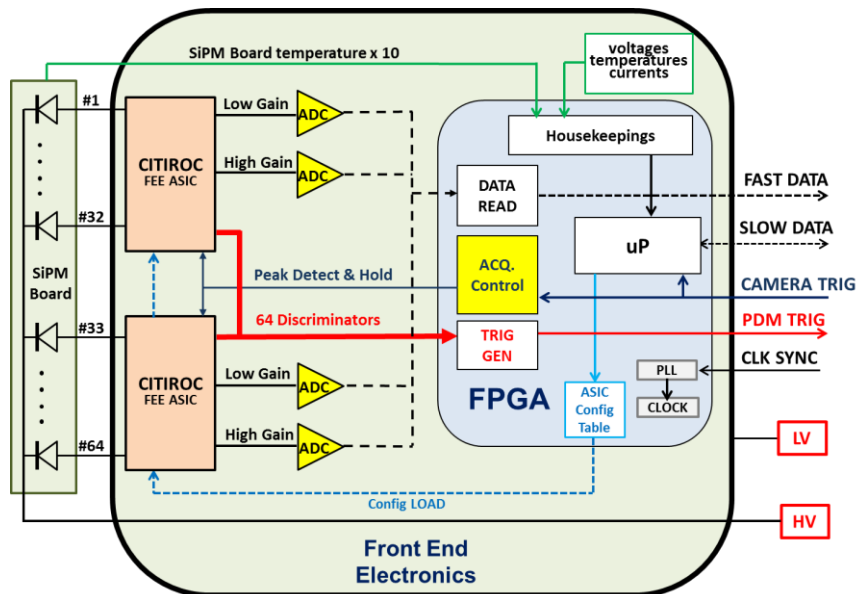 SiPM Board temperature x 10
voltages
temperatures
currents
#1
Low Gain
ADC
CITIROC
FEE ASIC
High Gain
ADC
#32
Housekeepings
DATA
READ
FAST DATA
uP
SLOW DATA
SiPM
Board
Peak Detect & Hold
ACQ.
Control
CAMERA TRIG
#33
64 Discriminators
TRIG
GEN
PDM TRIG
CITIROC
FEE ASIC
Low Gain
ADC
PLL
CLK SYNC
FPGA
ASIC
Config
Table
CLOCK
#64
High Gain
ADC
LV
Config LOAD
HV
Front End
Electronics